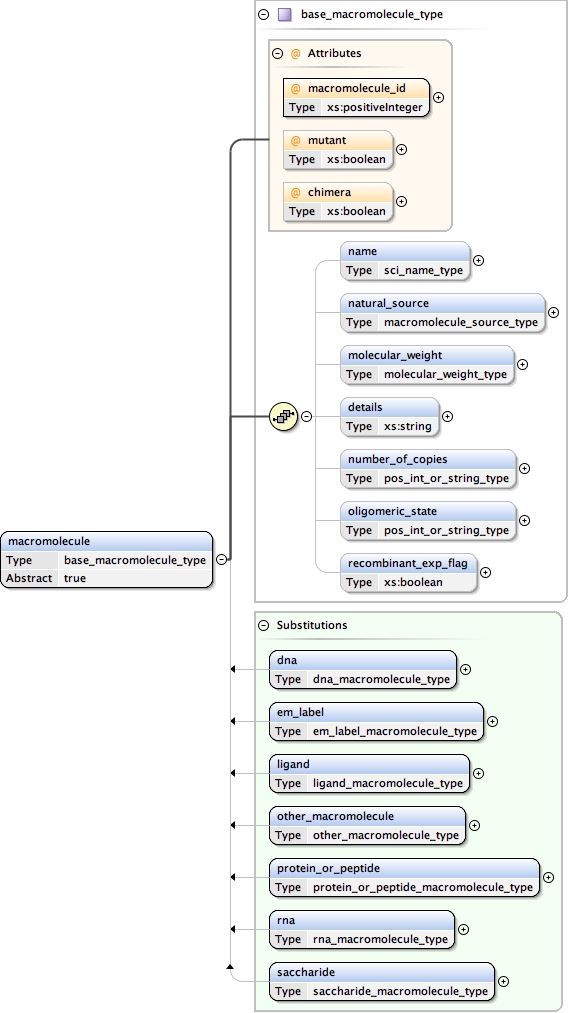 base_macromolecule_type
@ Attributes
@ macromolecule_id
Type xs:positiveInteger
@ mutant
Type xs:boolean
@ chimera
Type xs:boolean
name
Type sci_name_type
natural_source
Type macromolecule_source_type
molecular_weight
Type molecular_weight_type
details
Type xs:string
number_of_copies
Type pos_int_or_string_type
oligomeric_state
Type pos_int_or_string_type
recombinant_exp_flag
Type xs:boolean
macromolecule
Type base_macromolecule_type
Abstract true
Substitutions
dna
Type dna_macromolecule_type
em_label
Type em_label_macromolecule_type
ligand
Type ligand_macromolecule_type
other_macromolecule
Type other_macromolecule_type
protein_or_peptide
Type protein_or_peptide_macromolecule_type
rna
Type rna_macromolecule_type
saccharide
Type saccharide_macromolecule_type